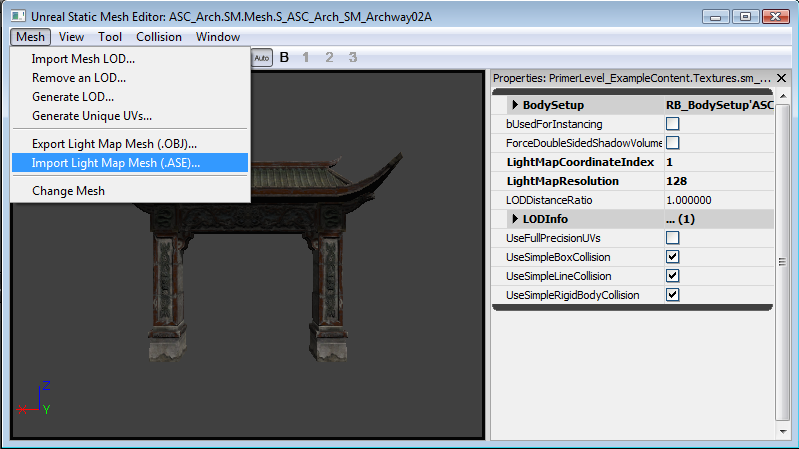 Unreal Static Mesh Editor: ASC_Arch.SM.Mesh.S_ASC_Arch_SM_Archway02A
Mesh View Tool Collision Window
Auto B 1 2 3
Import Mesh LOD...
Remove an LOD...
Generate LOD...
Generate Unique UVs...
Export Light Map Mesh (.OBJ)...
Import Light Map Mesh (.ASE)...
Change Mesh
Z
X
Y
Properties: PrimerLevel_ExampleContent.Textures.sm_...
BodySetup RB_BodySetup'ASC
bUsedForInstancing
ForceDoubleSidedShadowVolume
LightMapCoordinateIndex 1
LightMapResolution 128
LODDistanceRatio 1.000000
LODInfo ... (1)
UseFullPrecisionUVs
UseSimpleBoxCollision
UseSimpleLineCollision
UseSimpleRigidBodyCollision